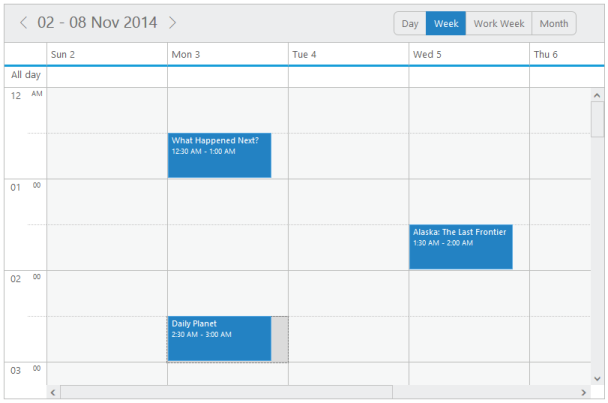 02 - 08 Nov 2014
Day Week Work Week Month
Sun 2 Mon 3 Tue 4 Wed 5 Thu 6
All day
12 AM
What Happened Next?
12:30 AM - 1:00 AM
01 00
Alaska: The Last Frontier
1:30 AM - 2:00 AM
02 00
Daily Planet
2:30 AM - 3:00 AM
03 00